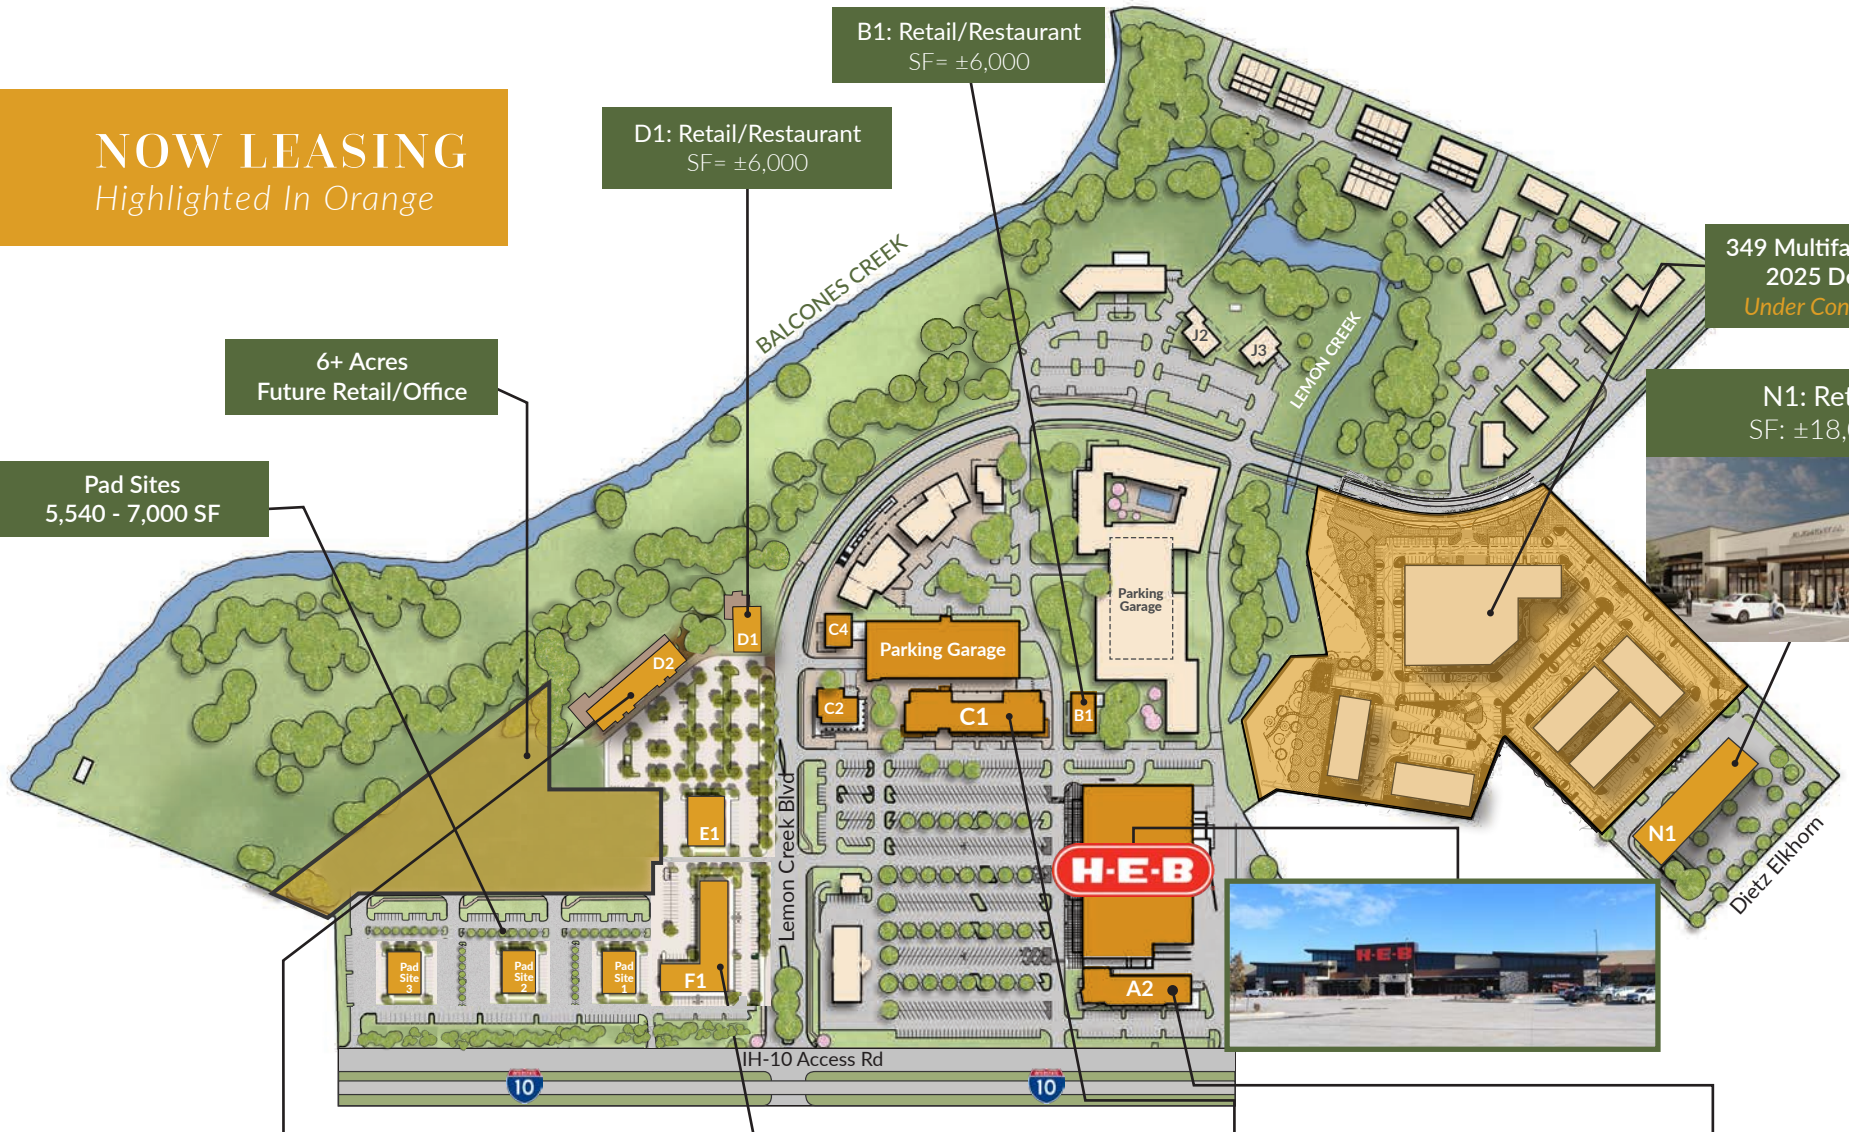 B1: Retail/Restaurant
SF= ±6,000
NOW LEASING
Highlighted In Orange
D1: Retail/Restaurant
SF= ±6,000
349 Multifa
2025 De
Under Con
BALCONES CREEK
LEMON CREEK
J2
J3
6+ Acres
Future Retail/Office
N1: Ret
SF: ±18,
Pad Sites
5,540 - 7,000 SF
Parking
Garage
C4
D1
D2
Parking Garage
C2
C1
B1
E1
Lemon Creek Blvd
N1
Dietz Elkhorn
H-E-B
H-E-B
Pad
Site
3
Pad
Site
2
Pad
Site
1
F1
A2
IH-10 Access Rd
10
10